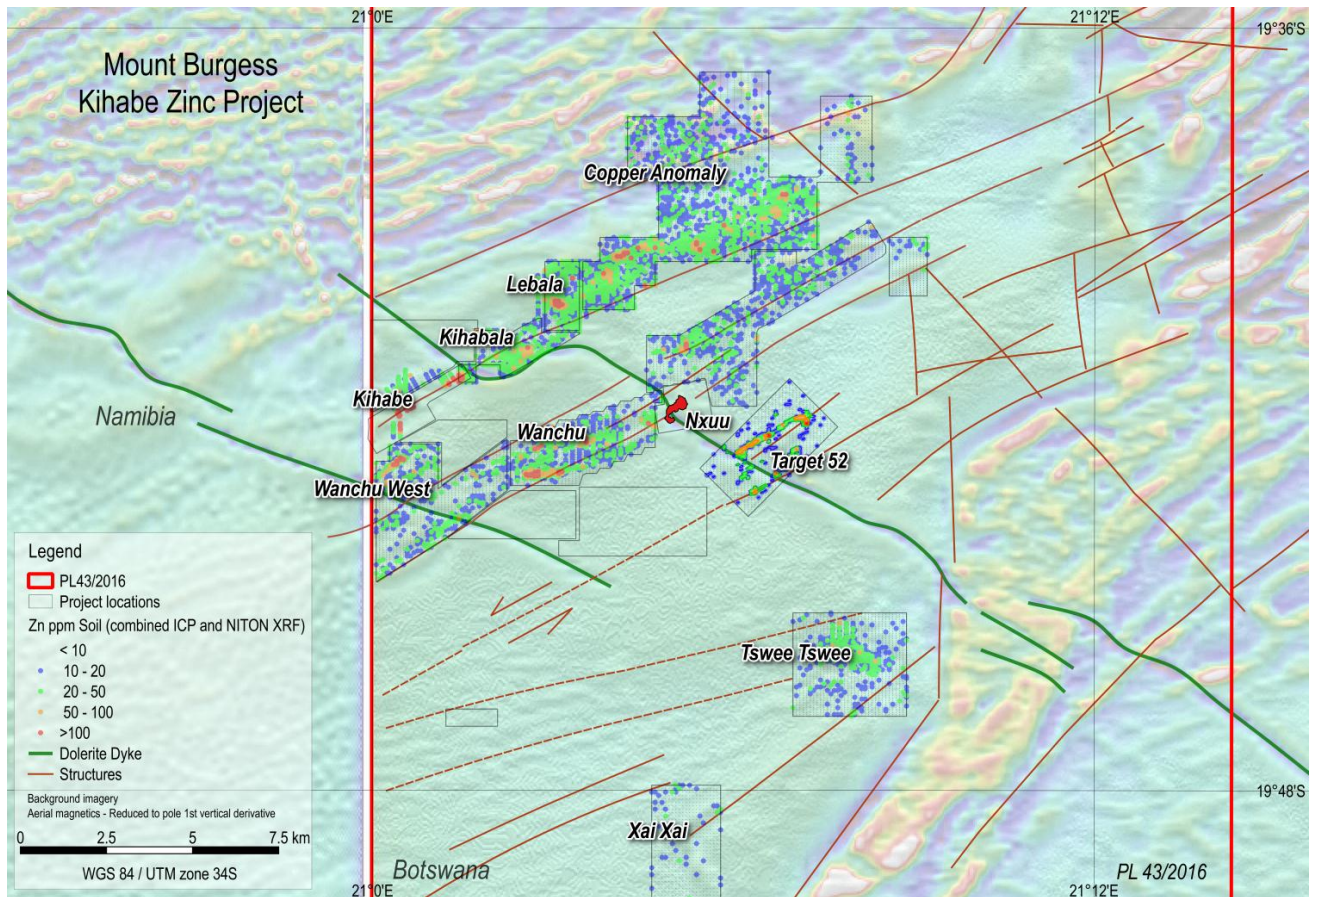 21°0'E
21°12'E
19°36'S
Mount Burgess
Kihabe Zinc Project
Copper Anomaly
Lebala
Kihabala
Kihabe
Namibia
Nxuu
Wanchu
Target 52
Wanchu West
Legend
PL43/2016
Project locations
Zn ppm Soil (combined ICP and NITON XRF)
< 10
10 - 20
20 - 50
50 - 100
>100
Dolerite Dyke
Structures
Background imagery
Aerial magnetics - Reduced to pole 1st vertical derivative
0 2.5 5 7.5 km
WGS 84 / UTM zone 34S
Tswee Tswee
19°48'S
Xai Xai
Botswana
PL 43/2016
21°0'E
21°12'E